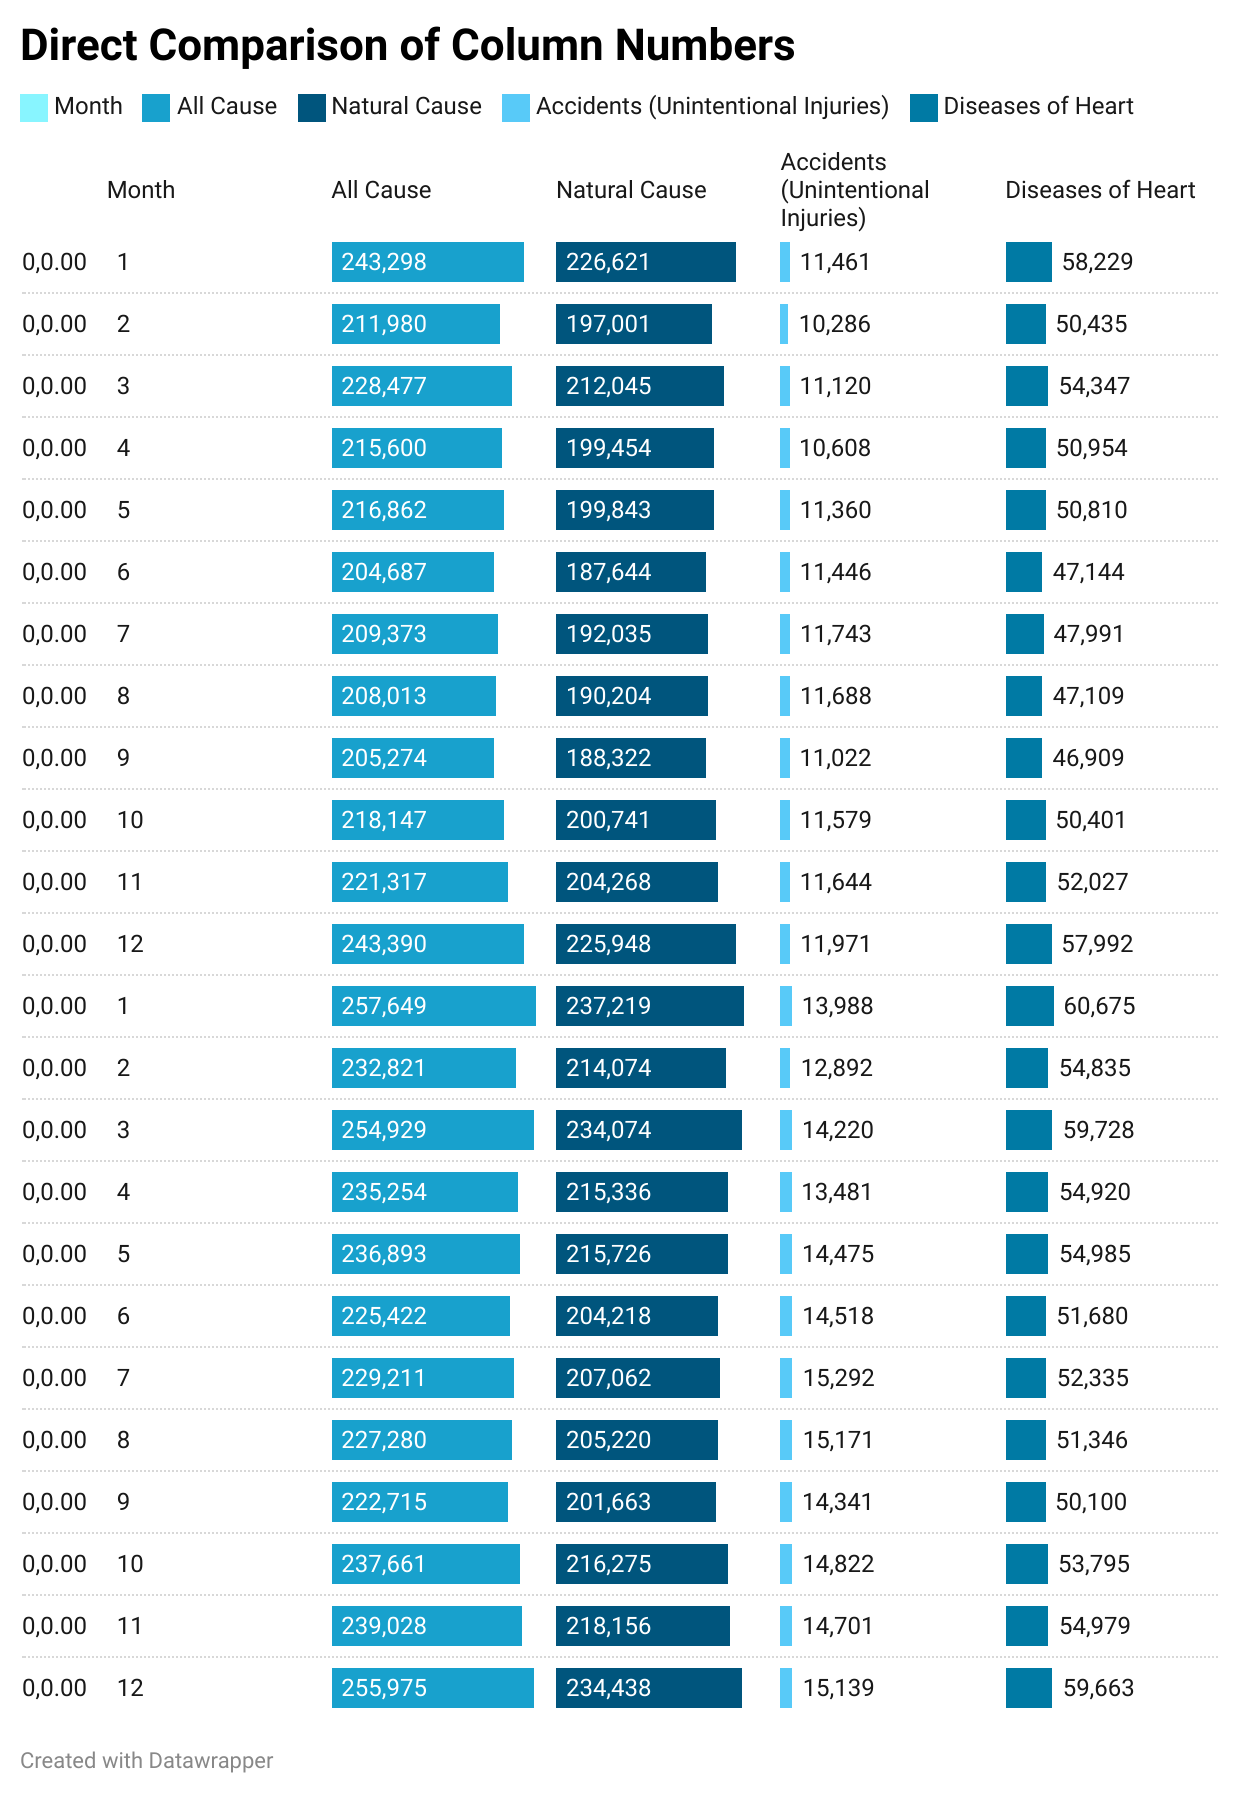 Direct Comparison of Column Numbers
Month All Cause Natural Cause Accidents (Unintentional Injuries) Diseases of Heart
Month All Cause Natural Cause Accidents (Unintentional Injuries) Diseases of Heart
0,0.00 1 243,298 226,621 11,461 58,229
0,0.00 2 211,980 197,001 10,286 50,435
0,0.00 3 228,477 212,045 11,120 54,347
0,0.00 4 215,600 199,454 10,608 50,954
0,0.00 5 216,862 199,843 11,360 50,810
0,0.00 6 204,687 187,644 11,446 47,144
0,0.00 7 209,373 192,035 11,743 47,991
0,0.00 8 208,013 190,204 11,688 47,109
0,0.00 9 205,274 188,322 11,022 46,909
0,0.00 10 218,147 200,741 11,579 50,401
0,0.00 11 221,317 204,268 11,644 52,027
0,0.00 12 243,390 225,948 11,971 57,992
0,0.00 1 257,649 237,219 13,988 60,675
0,0.00 2 232,821 214,074 12,892 54,835
0,0.00 3 254,929 234,074 14,220 59,728
0,0.00 4 235,254 215,336 13,481 54,920
0,0.00 5 236,893 215,726 14,475 54,985
0,0.00 6 225,422 204,218 14,518 51,680
0,0.00 7 229,211 207,062 15,292 52,335
0,0.00 8 227,280 205,220 15,171 51,346
0,0.00 9 222,715 201,663 14,341 50,100
0,0.00 10 237,661 216,275 14,822 53,795
0,0.00 11 239,028 218,156 14,701 54,979
0,0.00 12 255,975 234,438 15,139 59,663
Created with Datawrapper